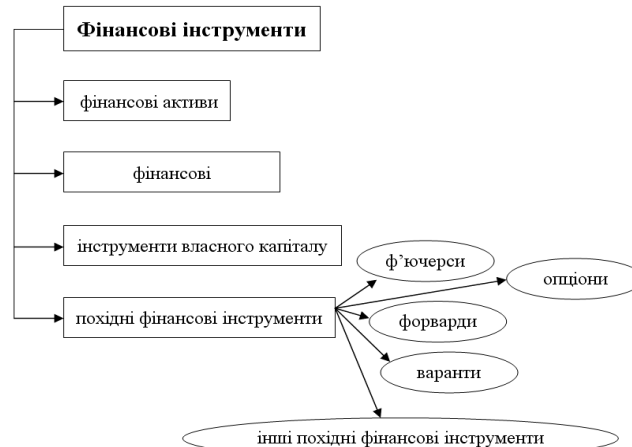 Фінансові інструменти
фінансові активи
фінансові
інструменти власного капіталу
ф’ючерси
опціони
похідні фінансові інструменти
форварди
варанти
інші похідні фінансові інструменти